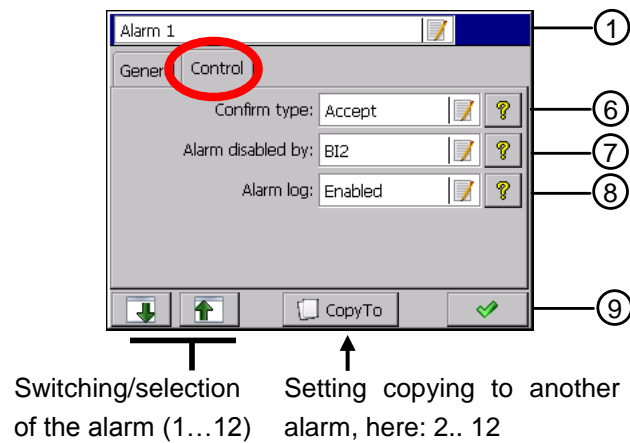 Alarm 1
1
General Control
Confirm type: Accept ? 6
Alarm disabled by: BI2 ? 7
Alarm log: Enabled ? 8
CopyTo 9
Switching/selection
of the alarm (1…12)
Setting copying to another
alarm, here: 2.. 12